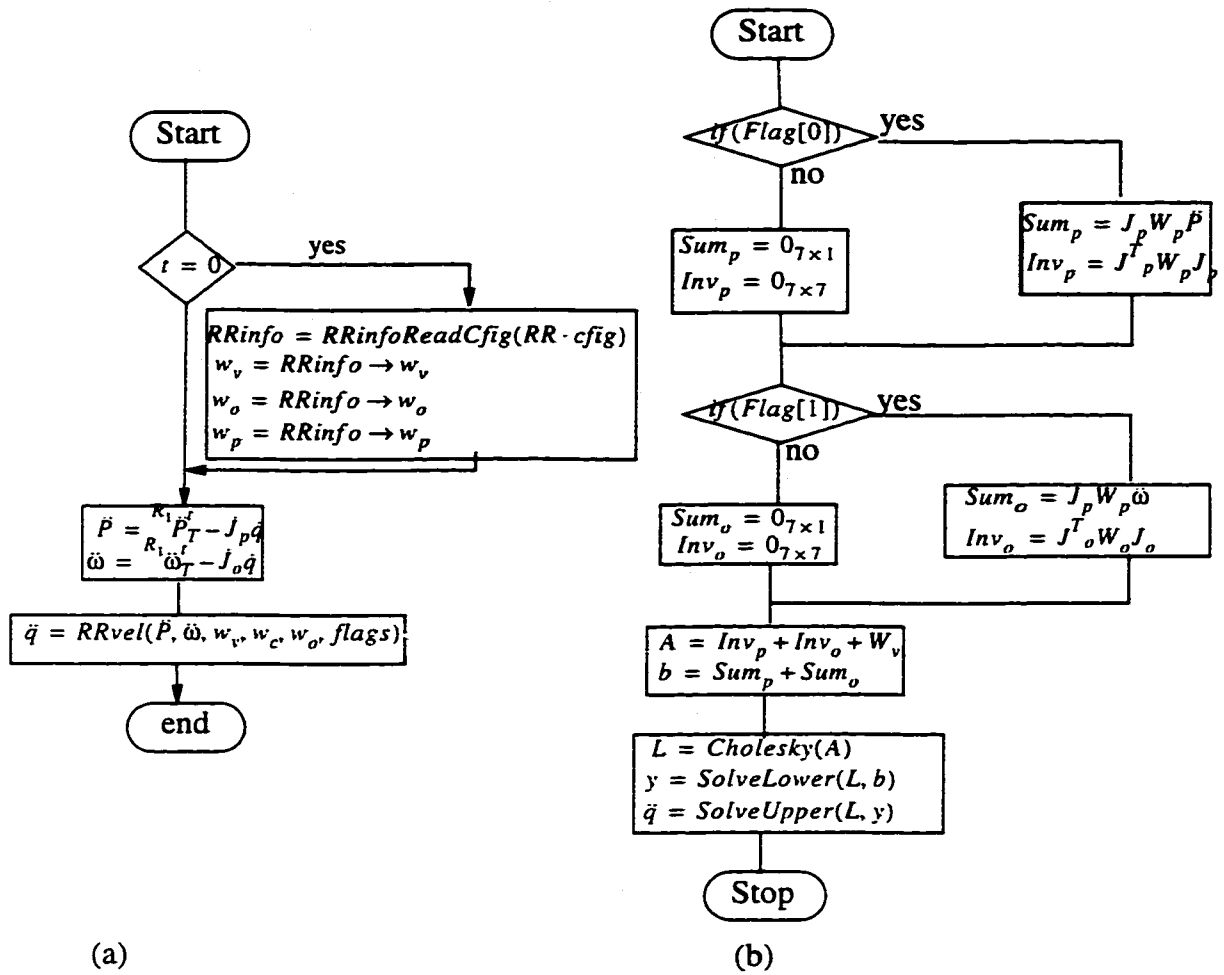 Start
t = 0
yes
RRinfo = RRinfoReadCfig(RR - cfig)
w_v = RRinfo → w_v
w_o = RRinfo → w_o
w_p = RRinfo → w_p
P̈ = ^{R_1}P̈_T^t − J̇_p q̇
ω̈ = ^{R_1}ω̈_T^t − J̇_o q̇
q̈ = RRvel(P̈, ω̈, w_v, w_c, w_o, flags)
end
(a)
Start
if(Flag[0])
yes
no
Sum_p = 0_{7×1}
Inv_p = 0_{7×7}
Sum_p = J_p W_p P̈
Inv_p = J^T_p W_p J_p
if(Flag[1])
yes
no
Sum_o = 0_{7×1}
Inv_o = 0_{7×7}
Sum_o = J_p W_p ω̈
Inv_o = J^T_o W_o J_o
A = Inv_p + Inv_o + W_v
b = Sum_p + Sum_o
L = Cholesky(A)
y = SolveLower(L, b)
q̈ = SolveUpper(L, y)
Stop
(b)